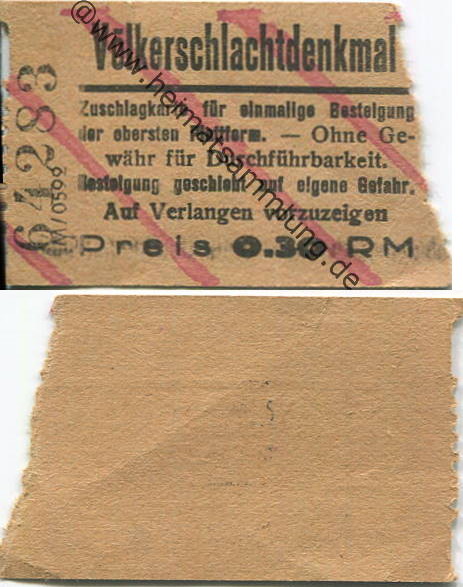 Völkerschlachtdenkmal
Zuschlagkarte für einmalige Besteigung
der obersten Plattform. — Ohne Ge-
währ für Durchführbarkeit.
Besteigung geschieht auf eigene Gefahr.
Auf Verlangen vorzuzeigen
Preis 0.30 RM
64283
M/0592
@www.heimatsammlung.de